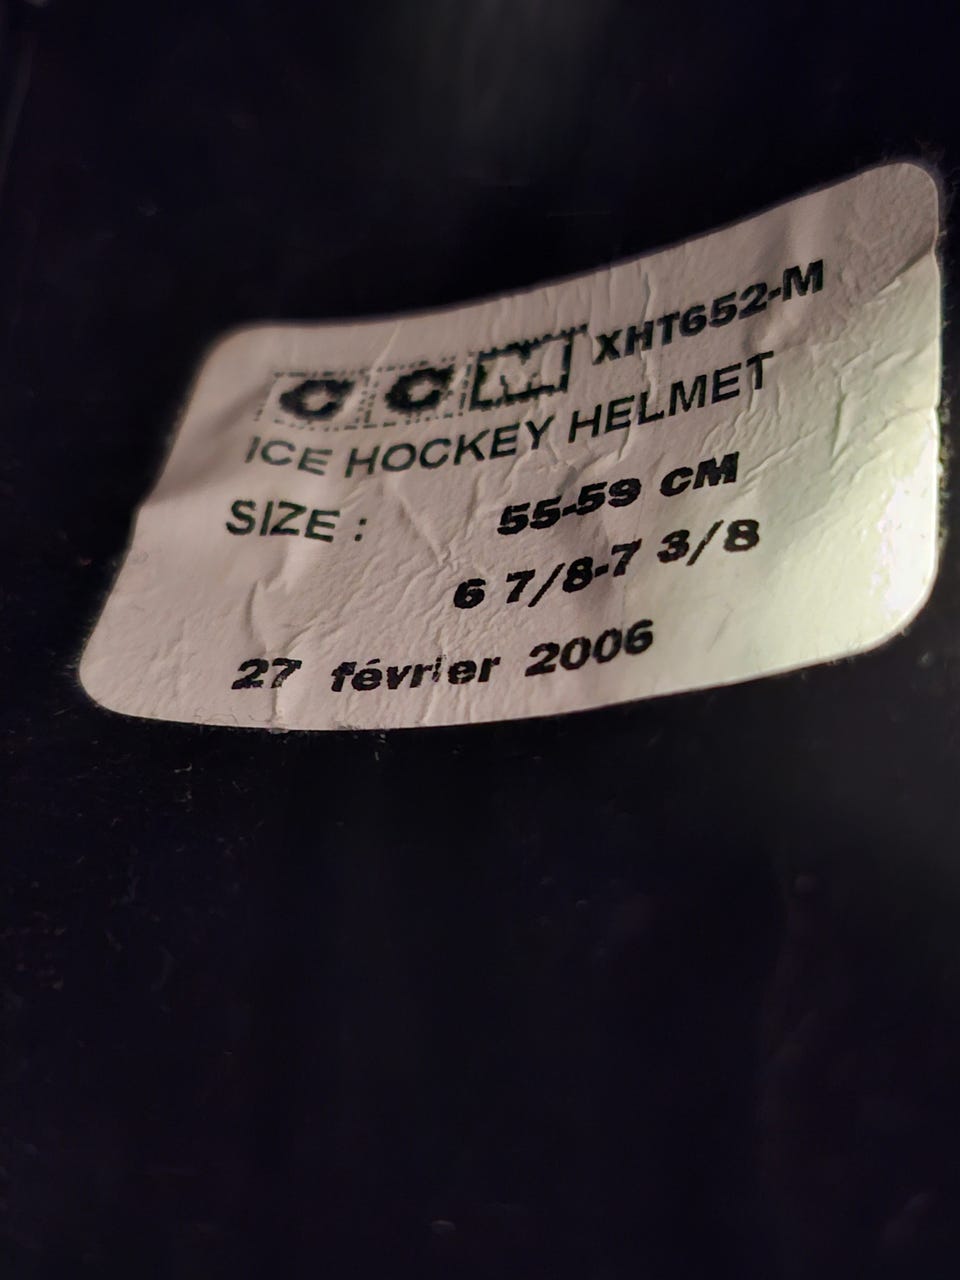 CCM XHT652-M
ICE HOCKEY HELMET
SIZE : 55-59 CM
6 7/8-7 3/8
27 février 2006